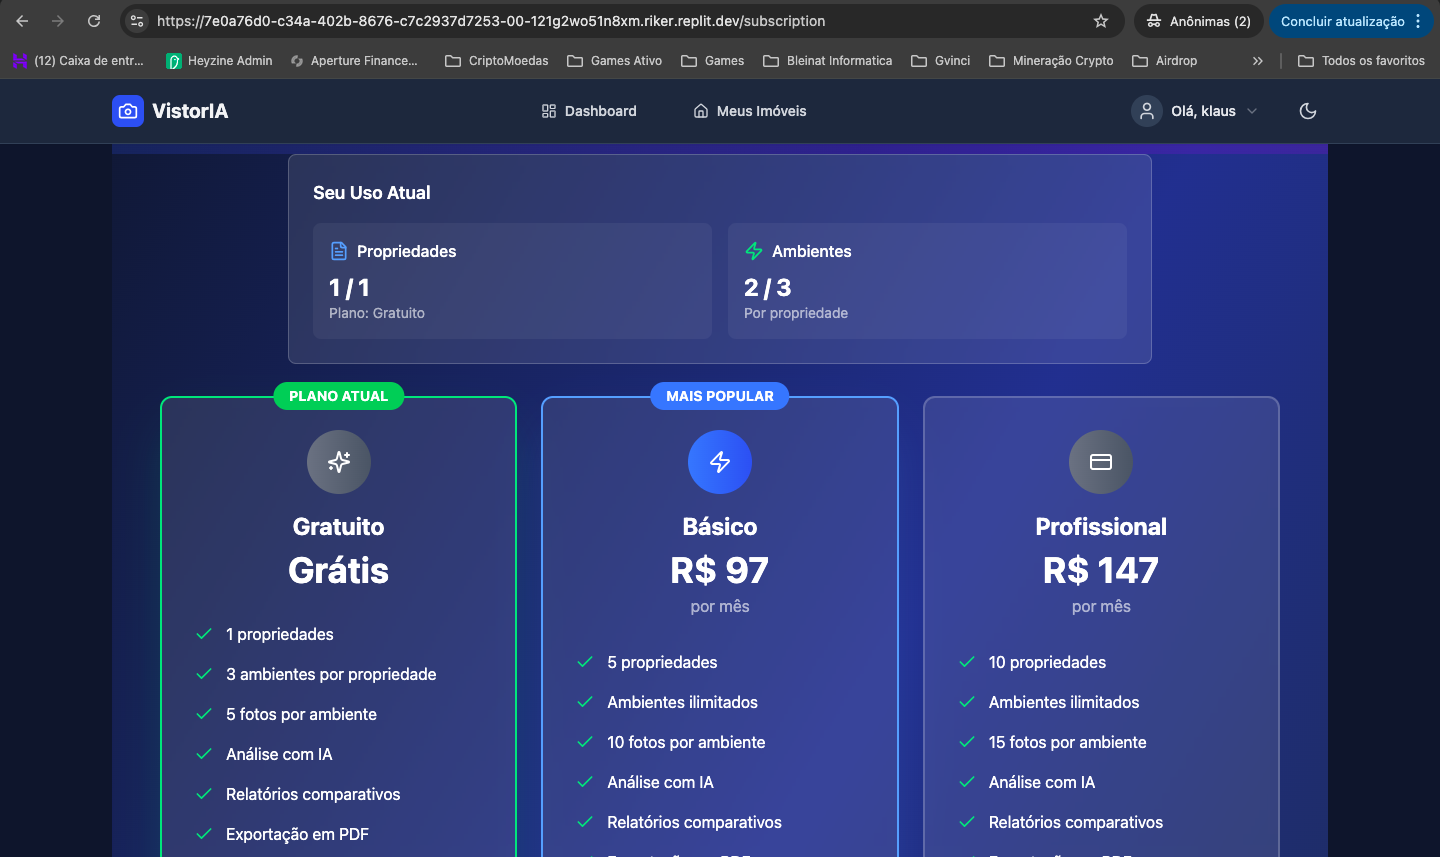 https://7e0a76d0-c34a-402b-8676-c7c2937d7253-00-121g2wo51n8xm.riker.replit.dev/subscription
Anônimas (2)
Concluir atualização
(12) Caixa de entr...
Heyzine Admin
Aperture Finance...
CriptoMoedas
Games Ativo
Games
Bleinat Informatica
Gvinci
Mineração Crypto
Airdrop
»
Todos os favoritos
VistorIA
Dashboard
Meus Imóveis
Olá, klaus
Seu Uso Atual
Propriedades
1 / 1
Plano: Gratuito
Ambientes
2 / 3
Por propriedade
PLANO ATUAL
Gratuito
Grátis
1 propriedades
3 ambientes por propriedade
5 fotos por ambiente
Análise com IA
Relatórios comparativos
Exportação em PDF
MAIS POPULAR
Básico
R$ 97
por mês
5 propriedades
Ambientes ilimitados
10 fotos por ambiente
Análise com IA
Relatórios comparativos
Profissional
R$ 147
por mês
10 propriedades
Ambientes ilimitados
15 fotos por ambiente
Análise com IA
Relatórios comparativos